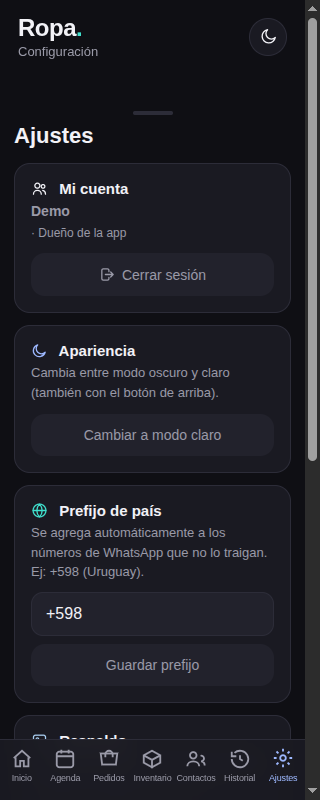 Ropa.
Configuración
Ajustes
Mi cuenta
Demo
· Dueño de la app
Cerrar sesión
Apariencia
Cambia entre modo oscuro y claro
(también con el botón de arriba).
Cambiar a modo claro
Prefijo de país
Se agrega automáticamente a los
números de WhatsApp que no lo traigan.
Ej: +598 (Uruguay).
+598
Guardar prefijo
Inicio
Agenda
Pedidos
Inventario
Contactos
Historial
Ajustes